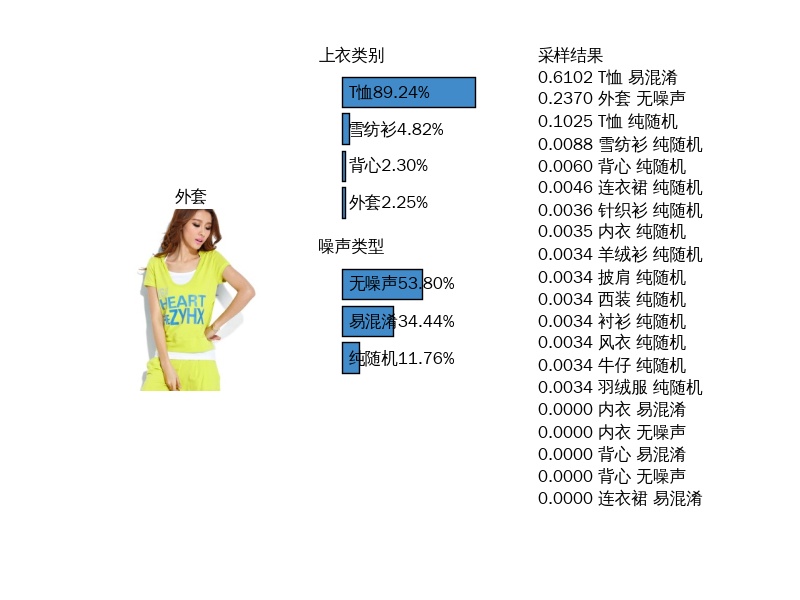 外套
HEART
ZYHX
上衣类别
T恤89.24%
雪纺衫4.82%
背心2.30%
外套2.25%
噪声类型
无噪声53.80%
易混淆34.44%
纯随机11.76%
采样结果
0.6102 T恤 易混淆
0.2370 外套 无噪声
0.1025 T恤 纯随机
0.0088 雪纺衫 纯随机
0.0060 背心 纯随机
0.0046 连衣裙 纯随机
0.0036 针织衫 纯随机
0.0035 内衣 纯随机
0.0034 羊绒衫 纯随机
0.0034 披肩 纯随机
0.0034 西装 纯随机
0.0034 衬衫 纯随机
0.0034 风衣 纯随机
0.0034 牛仔 纯随机
0.0034 羽绒服 纯随机
0.0000 内衣 易混淆
0.0000 内衣 无噪声
0.0000 背心 易混淆
0.0000 背心 无噪声
0.0000 连衣裙 易混淆